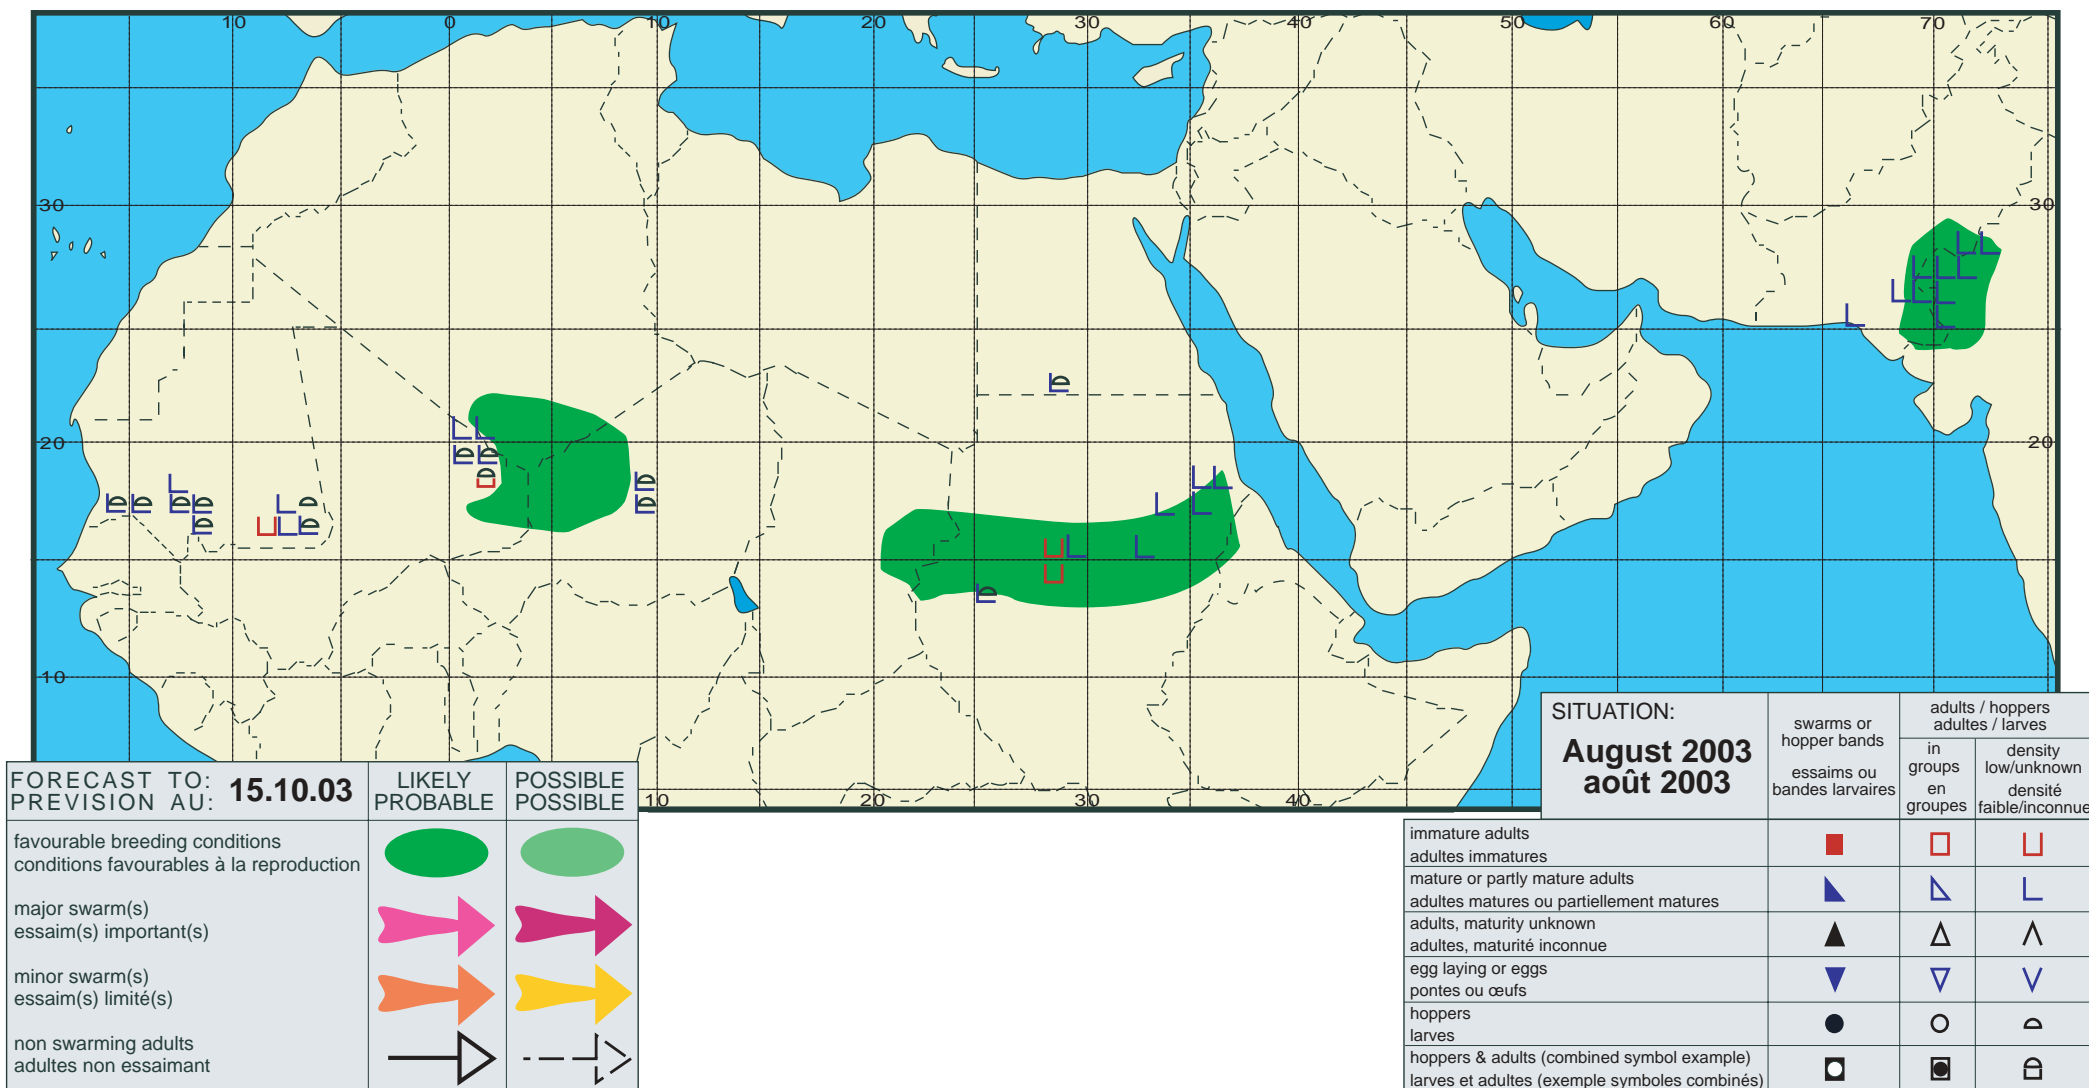 10 0 10 20 30 40 50 60 70
30 30
20 20
10
10 20 30 40
FORECAST TO:
PREVISION AU:
15.10.03
LIKELY
PROBABLE
POSSIBLE
POSSIBLE
favourable breeding conditions
conditions favourables à la reproduction
major swarm(s)
essaim(s) important(s)
minor swarm(s)
essaim(s) limité(s)
non swarming adults
adultes non essaimant
SITUATION:
August 2003
août 2003
swarms or
hopper bands
essaims ou
bandes larvaires
adults / hoppers
adultes / larves
in
groups
en
groupes
density
low/unknown
densité
faible/inconnue
immature adults
adultes immatures
mature or partly mature adults
adultes matures ou partiellement matures
adults, maturity unknown
adultes, maturité inconnue
egg laying or eggs
pontes ou œufs
hoppers
larves
hoppers & adults (combined symbol example)
larves et adultes (exemple symboles combinés)